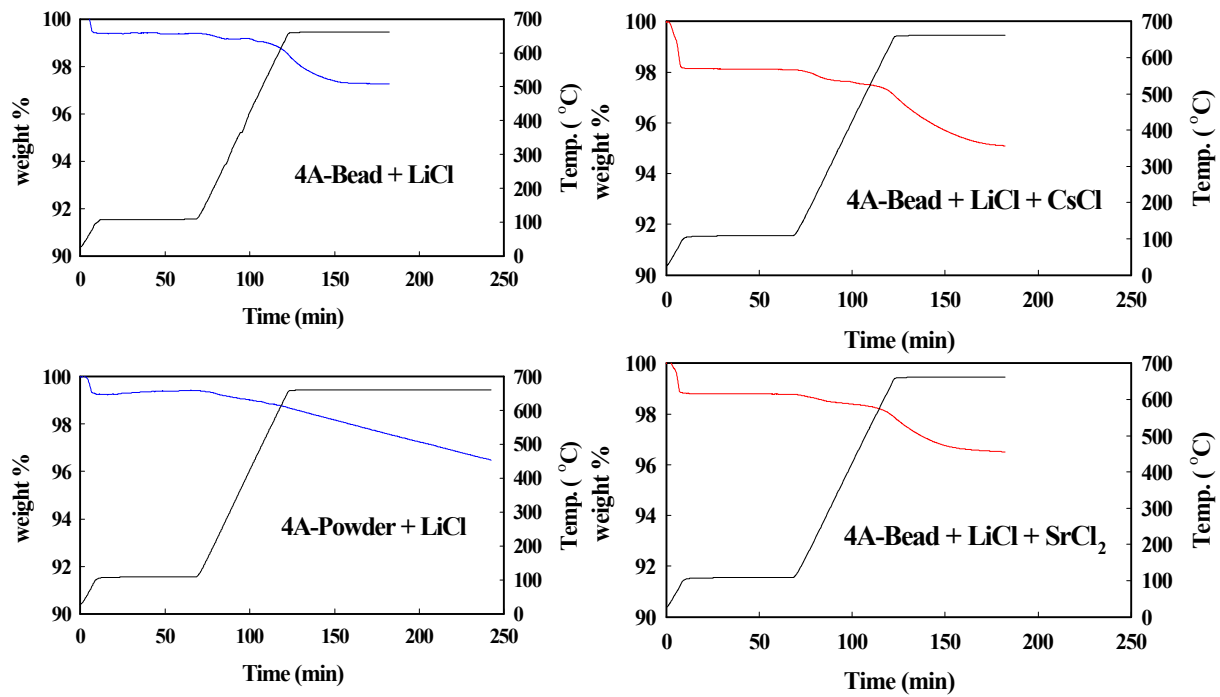 100
98
96
94
92
90
weight %
700
600
500
400
300
200
100
0
Temp. ( °C)
4A-Bead + LiCl
0 50 100 150 200 250
Time (min)
100
98
96
94
92
90
weight %
700
600
500
400
300
200
100
0
Temp. ( °C)
4A-Bead + LiCl + CsCl
0 50 100 150 200 250
Time (min)
100
98
96
94
92
90
weight %
700
600
500
400
300
200
100
0
Temp. ( °C)
4A-Powder + LiCl
0 50 100 150 200 250
Time (min)
100
98
96
94
92
90
weight %
700
600
500
400
300
200
100
0
Temp. ( °C)
4A-Bead + LiCl + SrCl₂
0 50 100 150 200 250
Time (min)